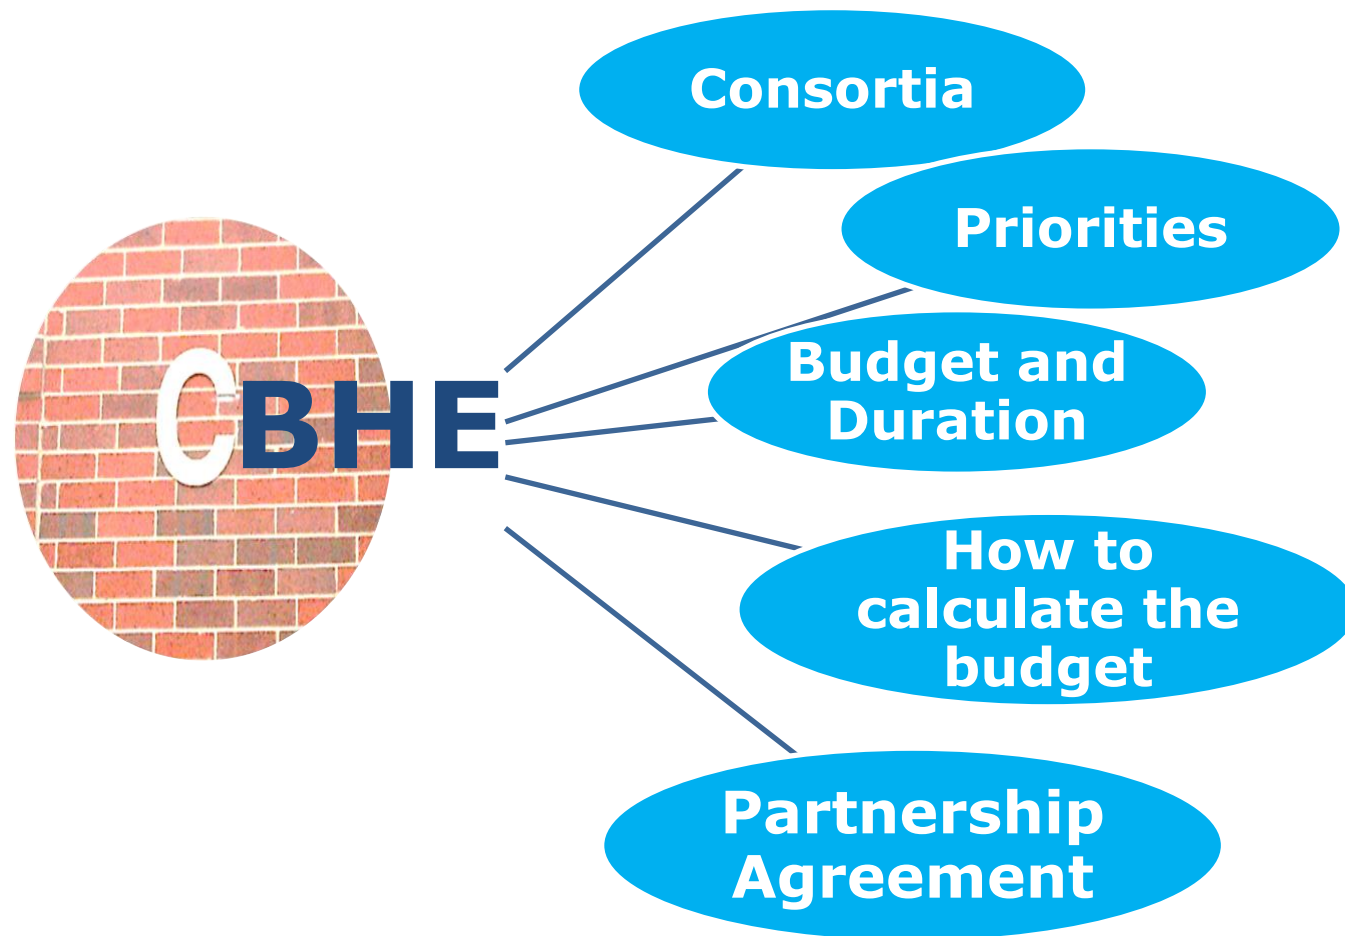 Consortia
Priorities
Budget and
Duration
CBHE
How to
calculate the
budget
Partnership
Agreement